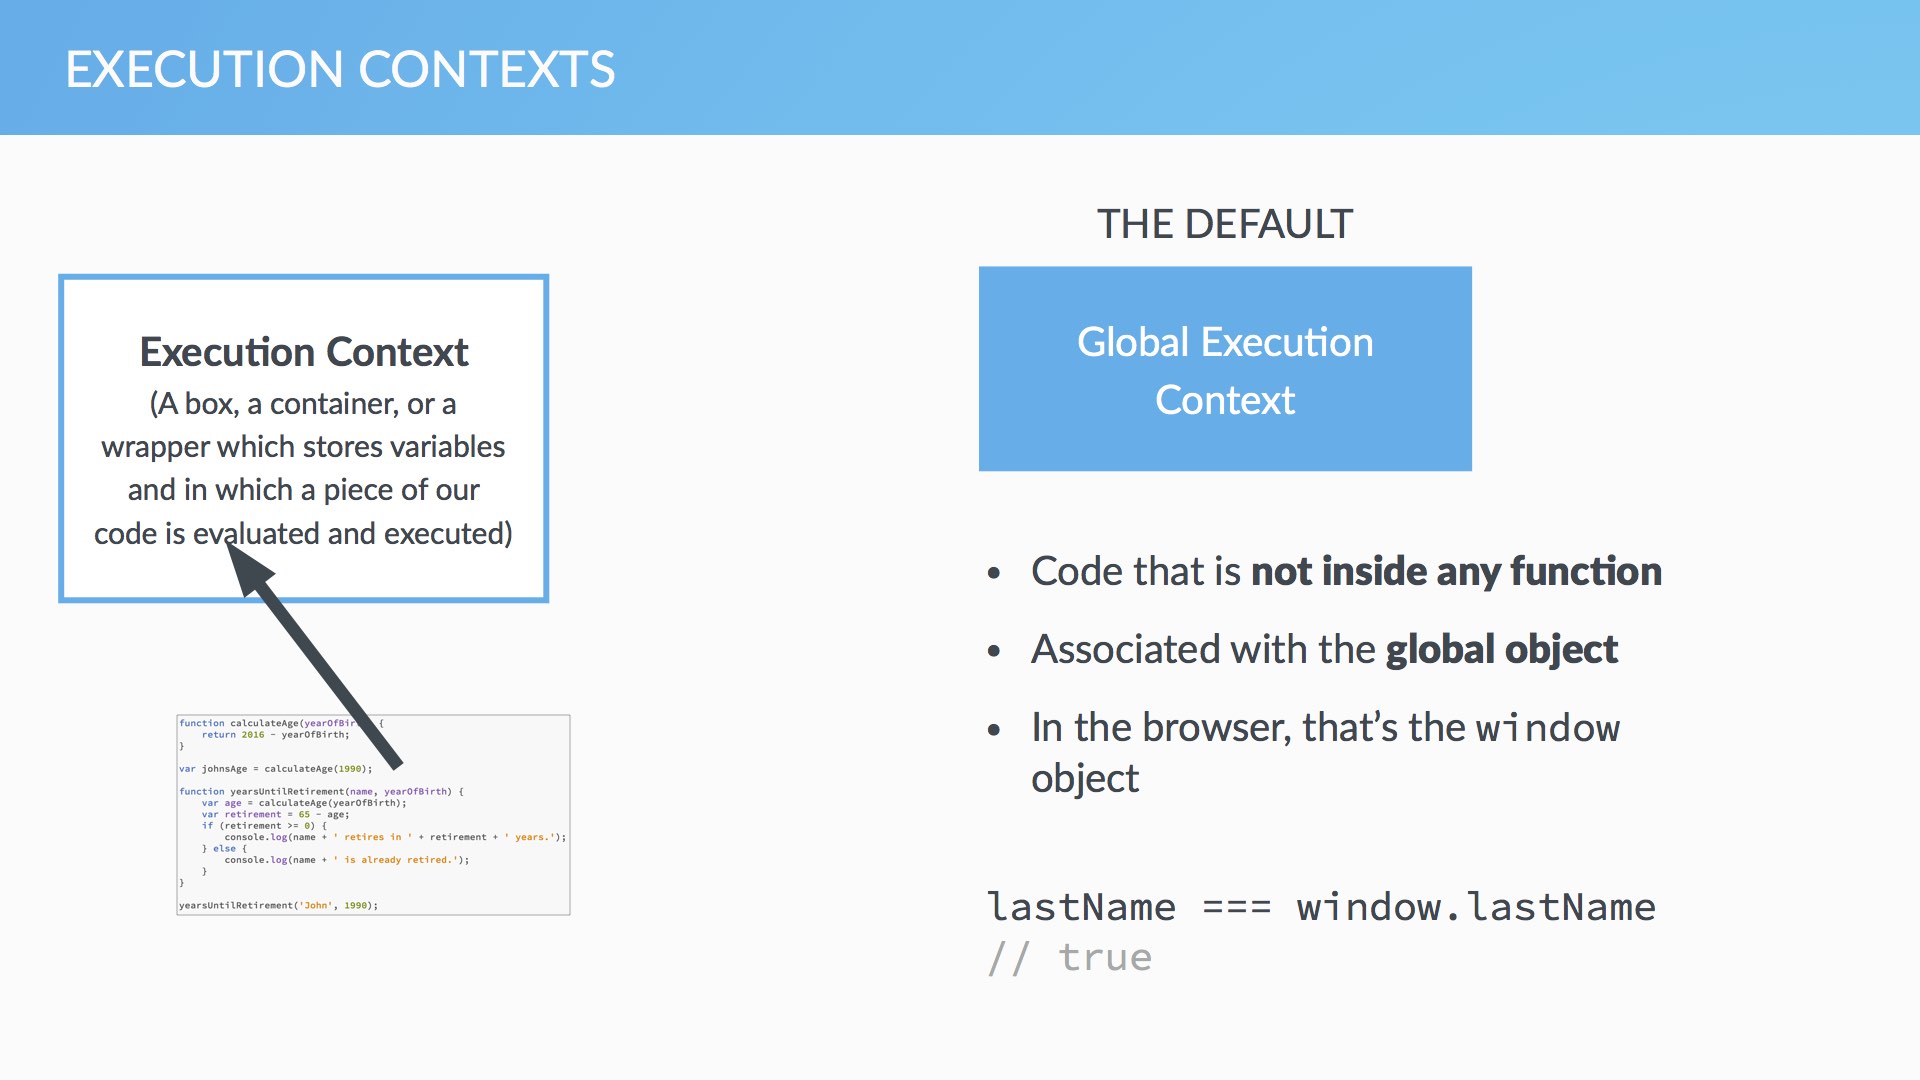 EXECUTION CONTEXTS
Execution Context
(A box, a container, or a
wrapper which stores variables
and in which a piece of our
code is evaluated and executed)
function calculateAge(yearOfBir {
    return 2016 - yearOfBirth;
}
var johnsAge = calculateAge(1990);
function yearsUntilRetirement(name, yearOfBirth) {
    var age = calculateAge(yearOfBirth);
    var retirement = 65 - age;
    if (retirement >= 0) {
        console.log(name + ' retires in ' + retirement + ' years.');
    } else {
        console.log(name + ' is already retired.');
    }
}
yearsUntilRetirement('John', 1990);
THE DEFAULT
Global Execution
Context
• Code that is not inside any function
• Associated with the global object
• In the browser, that’s the window
object
lastName === window.lastName
// true